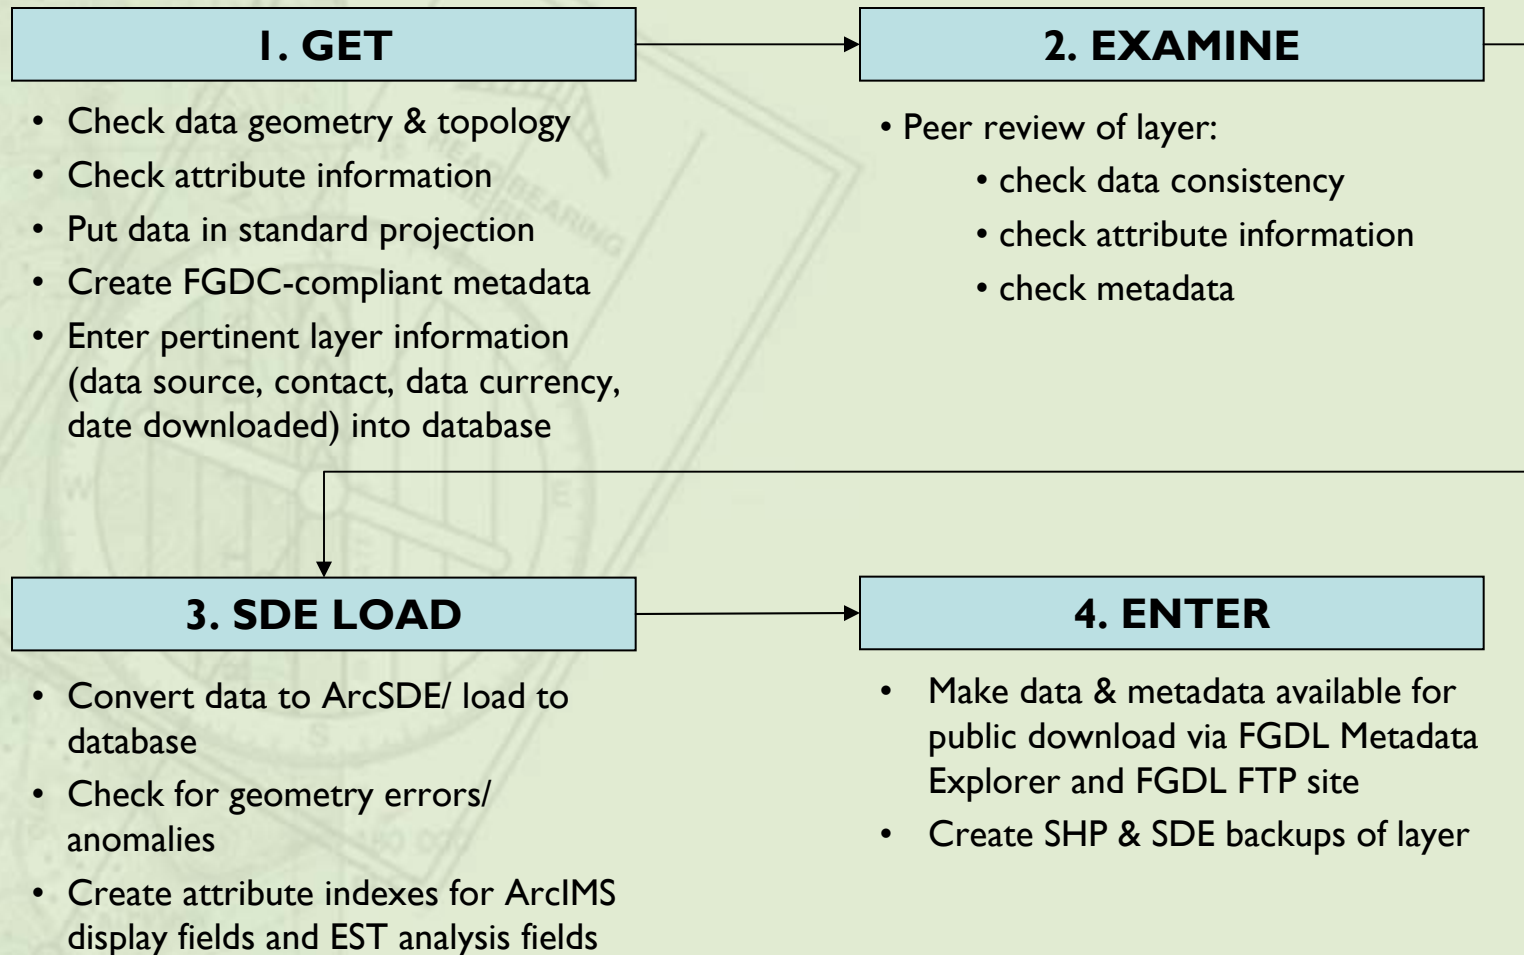 1. GET
• Check data geometry & topology
• Check attribute information
• Put data in standard projection
• Create FGDC-compliant metadata
• Enter pertinent layer information
(data source, contact, data currency,
date downloaded) into database
2. EXAMINE
• Peer review of layer:
• check data consistency
• check attribute information
• check metadata
3. SDE LOAD
• Convert data to ArcSDE/ load to
database
• Check for geometry errors/
anomalies
• Create attribute indexes for ArcIMS
display fields and EST analysis fields
4. ENTER
• Make data & metadata available for
public download via FGDL Metadata
Explorer and FGDL FTP site
• Create SHP & SDE backups of layer
W
E
S